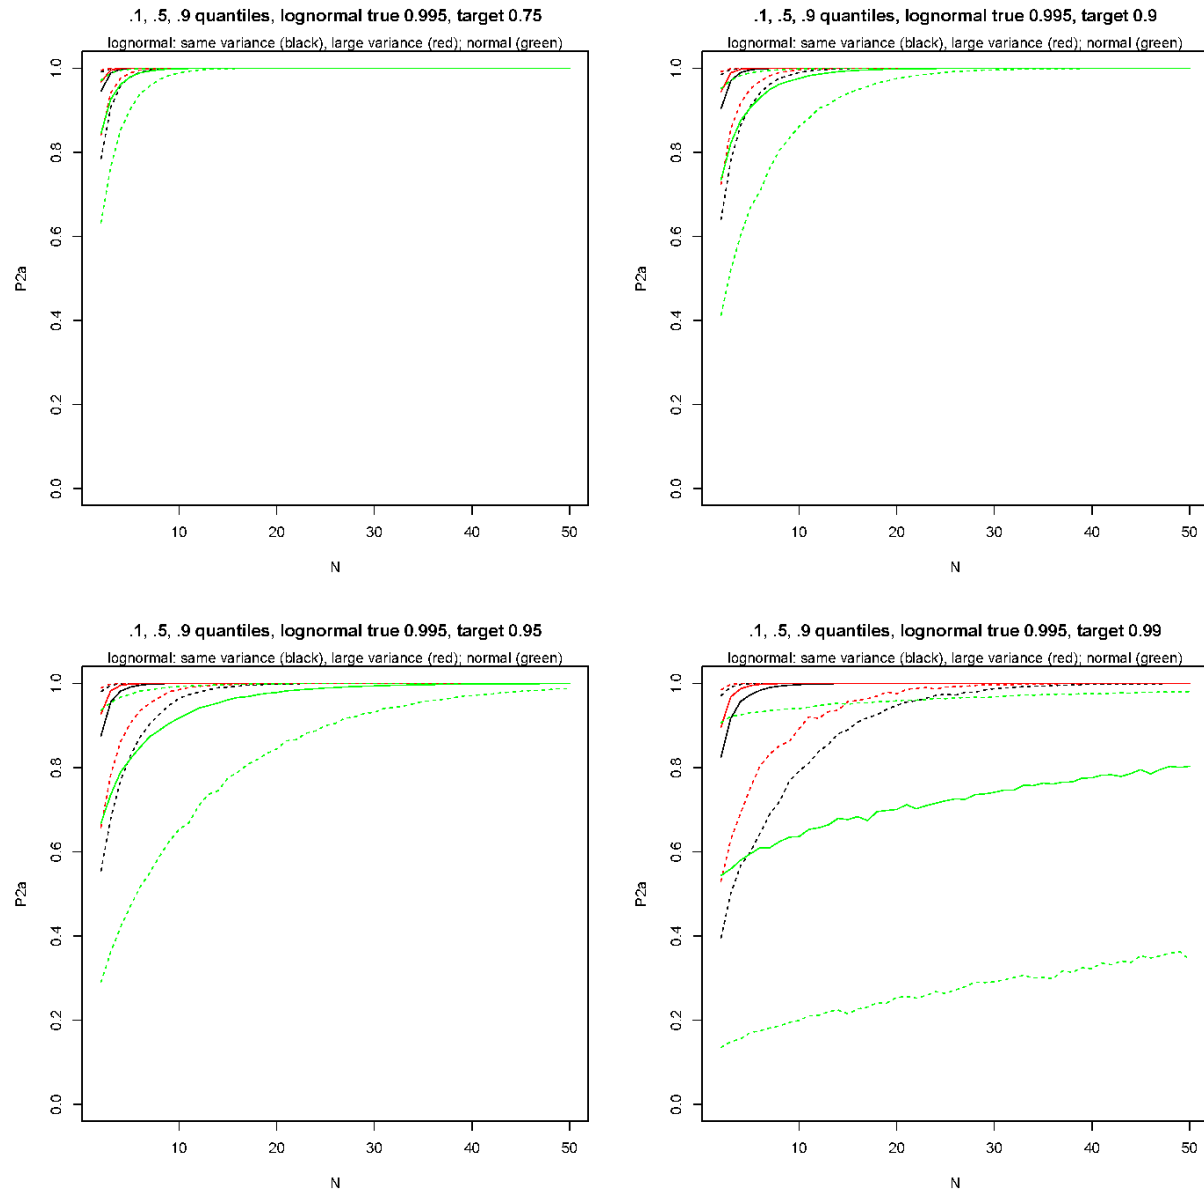 .1, .5, .9 quantiles, lognormal true 0.995, target 0.75
lognormal: same variance (black), large variance (red); normal (green)
1.0
0.8
0.6
0.4
0.2
0.0
P2a
10 20 30 40 50
N
.1, .5, .9 quantiles, lognormal true 0.995, target 0.9
lognormal: same variance (black), large variance (red); normal (green)
1.0
0.8
0.6
0.4
0.2
0.0
P2a
10 20 30 40 50
N
.1, .5, .9 quantiles, lognormal true 0.995, target 0.95
lognormal: same variance (black), large variance (red); normal (green)
1.0
0.8
0.6
0.4
0.2
0.0
P2a
10 20 30 40 50
N
.1, .5, .9 quantiles, lognormal true 0.995, target 0.99
lognormal: same variance (black), large variance (red); normal (green)
1.0
0.8
0.6
0.4
0.2
0.0
P2a
10 20 30 40 50
N